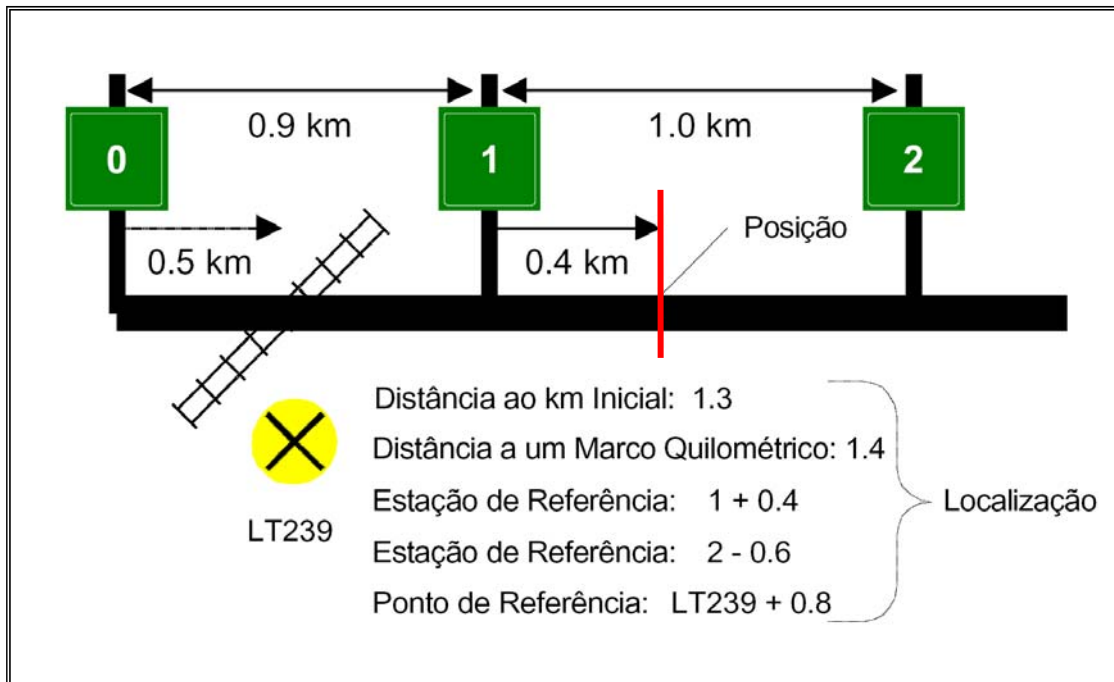 0.9 km
1.0 km
0
1
2
0.5 km
0.4 km
Posição
Distância ao km Inicial: 1.3
Distância a um Marco Quilométrico: 1.4
Estação de Referência: 1 + 0.4
Localização
LT239
Estação de Referência: 2 - 0.6
Ponto de Referência: LT239 + 0.8